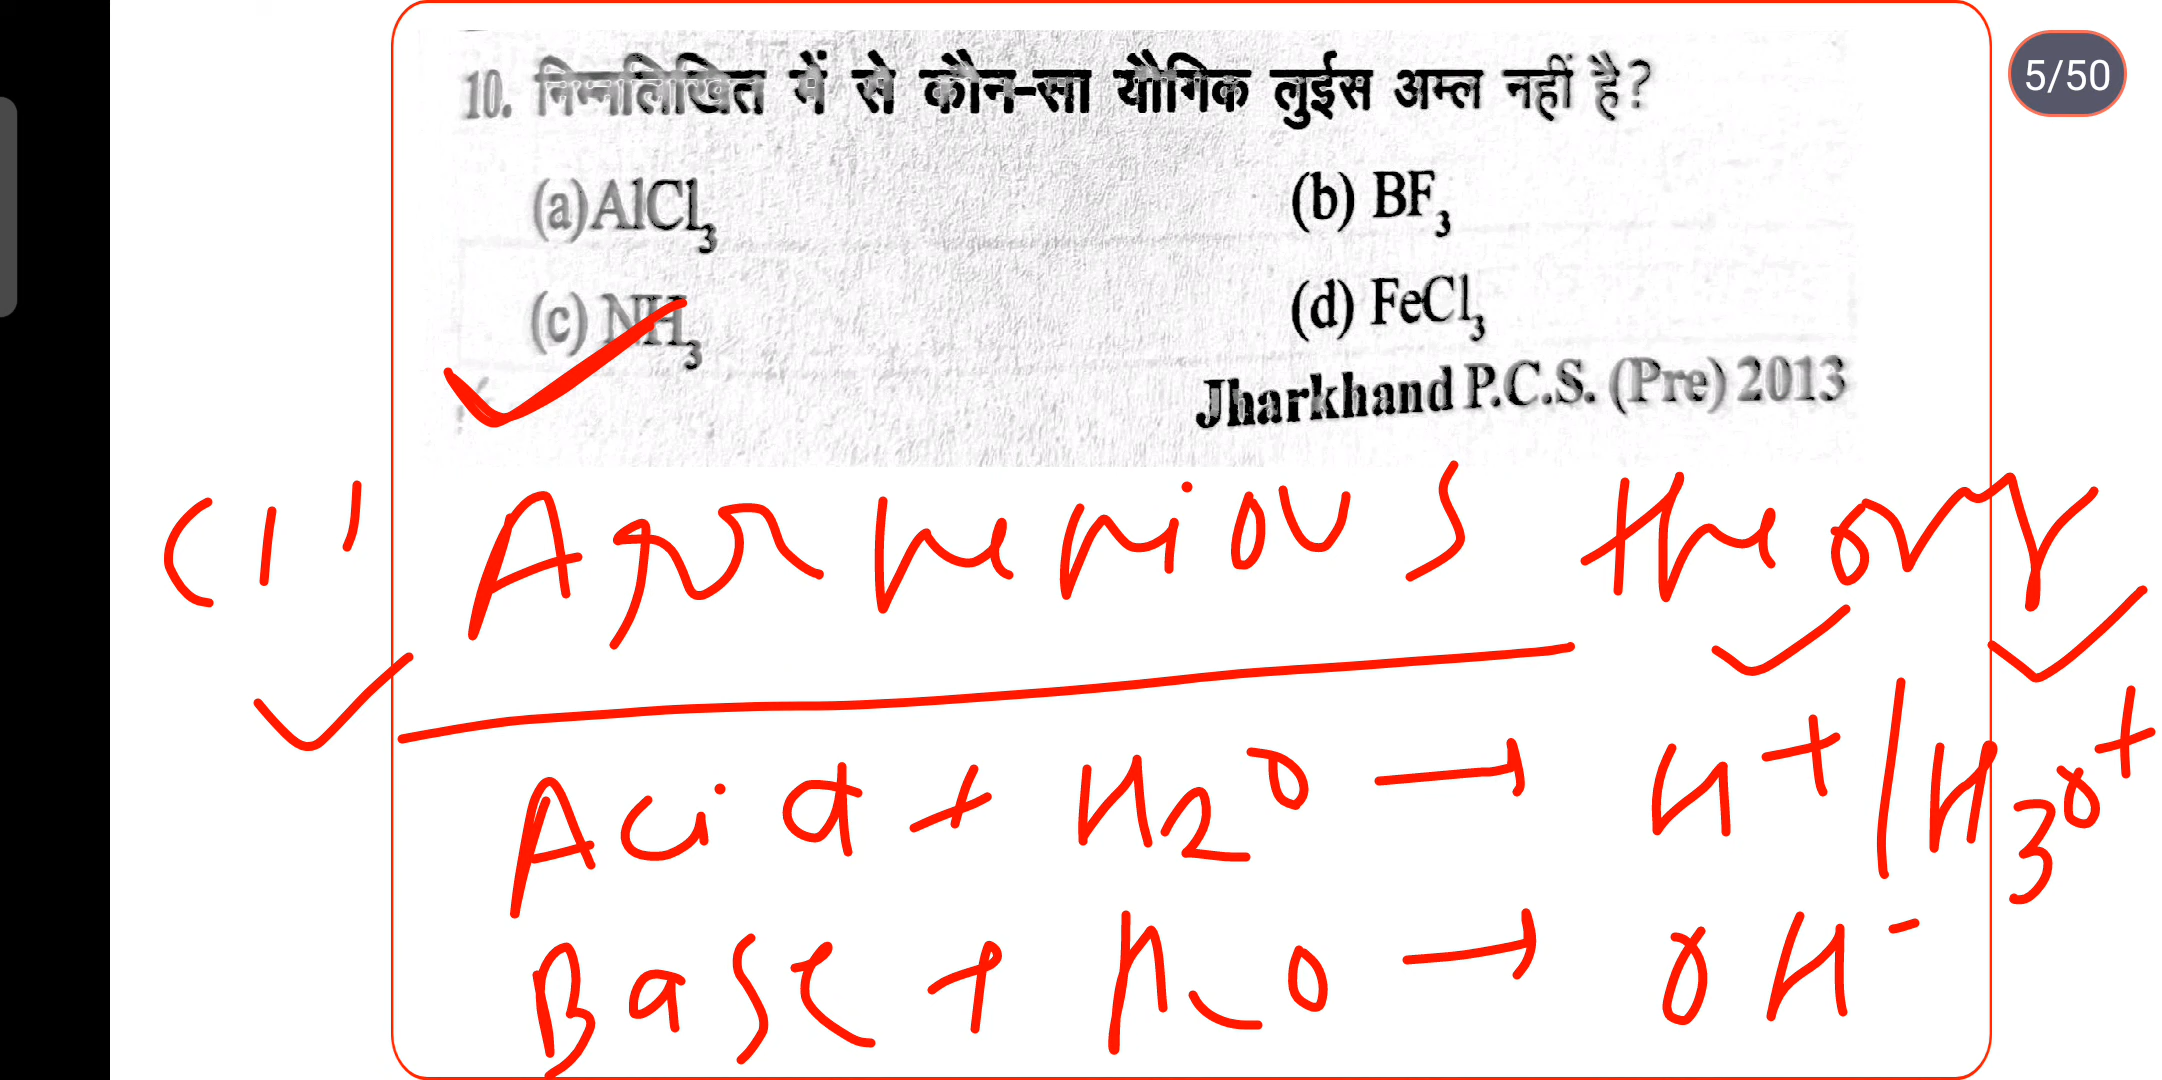 5/50
10. निम्नलिखित में से कौन-सा यौगिक लुईस अम्ल नहीं है?
(a) AlCl₃ (b) BF₃
(c) NH₃ (d) FeCl₃
Jharkhand P.C.S. (Pre) 2013
(1) Arrhenious theory
Acid + H₂O → H⁺/H₃O⁺
Base + H₂O → OH⁻